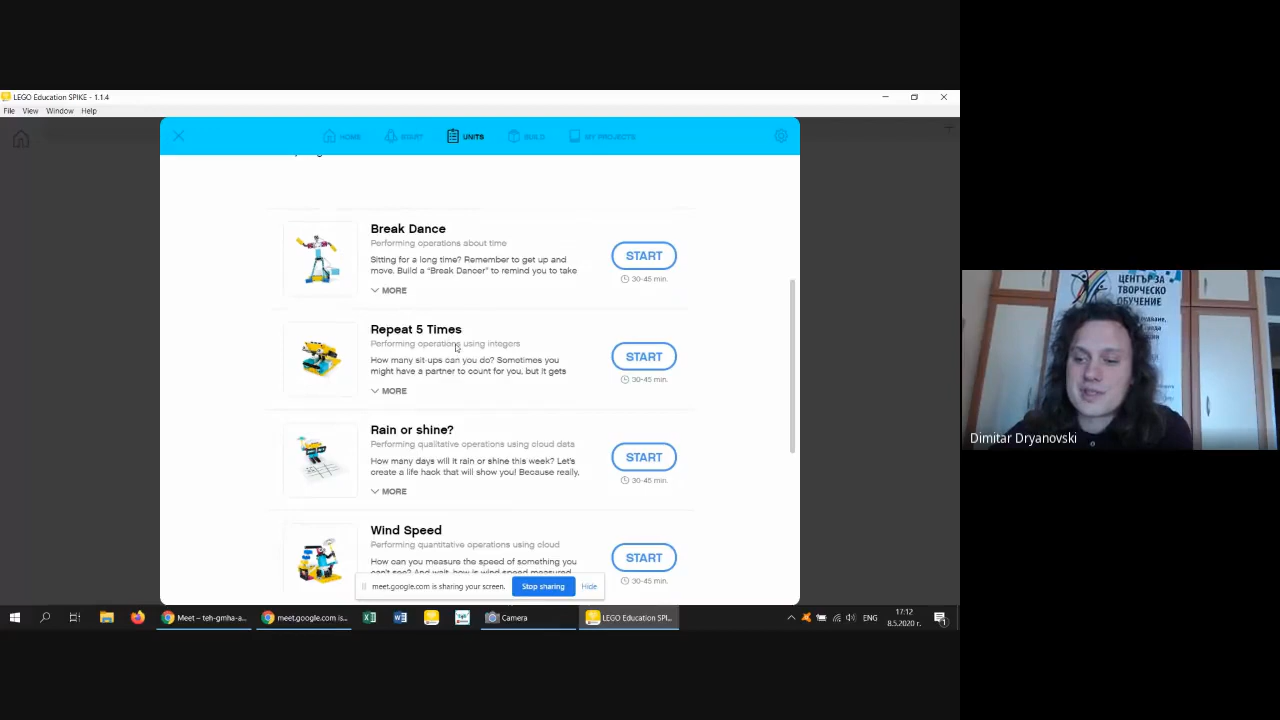 LEGO Education SPIKE - 1.1.4
File View Window Help
HOME START UNITS BUILD MY PROJECTS
Break Dance
Performing operations about time
Sitting for a long time? Remember to get up and
move. Build a "Break Dancer" to remind you to take
MORE
START
30-45 min.
Repeat 5 Times
Performing operations using integers
How many sit-ups can you do? Sometimes you
might have a partner to count for you, but it gets
MORE
START
30-45 min.
Rain or shine?
Performing qualitative operations using cloud data
How many days will it rain or shine this week? Let's
create a life hack that will show you! Because really,
MORE
START
30-45 min.
Wind Speed
Performing quantitative operations using cloud
How can you measure the speed of something you
START
30-45 min.
meet.google.com is sharing your screen.
Stop sharing
Hide
Meet – teh-gmha-a...
meet.google.com is...
Camera
LEGO Education SPI...
ENG
17:12
8.5.2020 г.
ЦЕНТЪР ЗА
ТВОРЧЕСКО
ОБУЧЕНИЕ
Dimitar Dryanovski